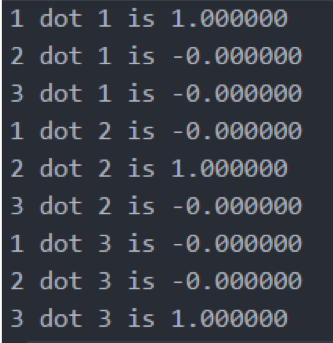 1 dot 1 is 1.000000
2 dot 1 is -0.000000
3 dot 1 is -0.000000
1 dot 2 is -0.000000
2 dot 2 is 1.000000
3 dot 2 is -0.000000
1 dot 3 is -0.000000
2 dot 3 is -0.000000
3 dot 3 is 1.000000